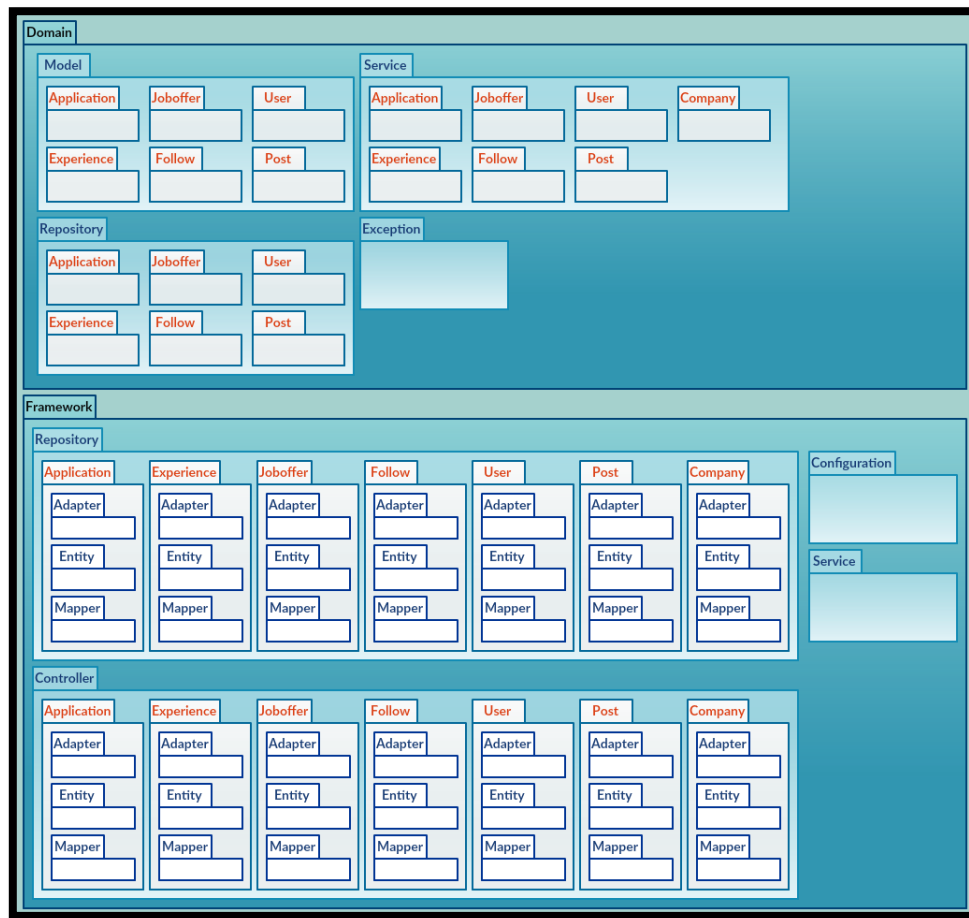 Domain
Model Service
Application Joboffer User Application Joboffer User Company
Experience Follow Post Experience Follow Post
Repository Exception
Application Joboffer User
Experience Follow Post
Framework
Repository
Application Experience Joboffer Follow User Post Company Configuration
Adapter Adapter Adapter Adapter Adapter Adapter Adapter
Entity Entity Entity Entity Entity Entity Entity Service
Mapper Mapper Mapper Mapper Mapper Mapper Mapper
Controller
Application Experience Joboffer Follow User Post Company
Adapter Adapter Adapter Adapter Adapter Adapter Adapter
Entity Entity Entity Entity Entity Entity Entity
Mapper Mapper Mapper Mapper Mapper Mapper Mapper